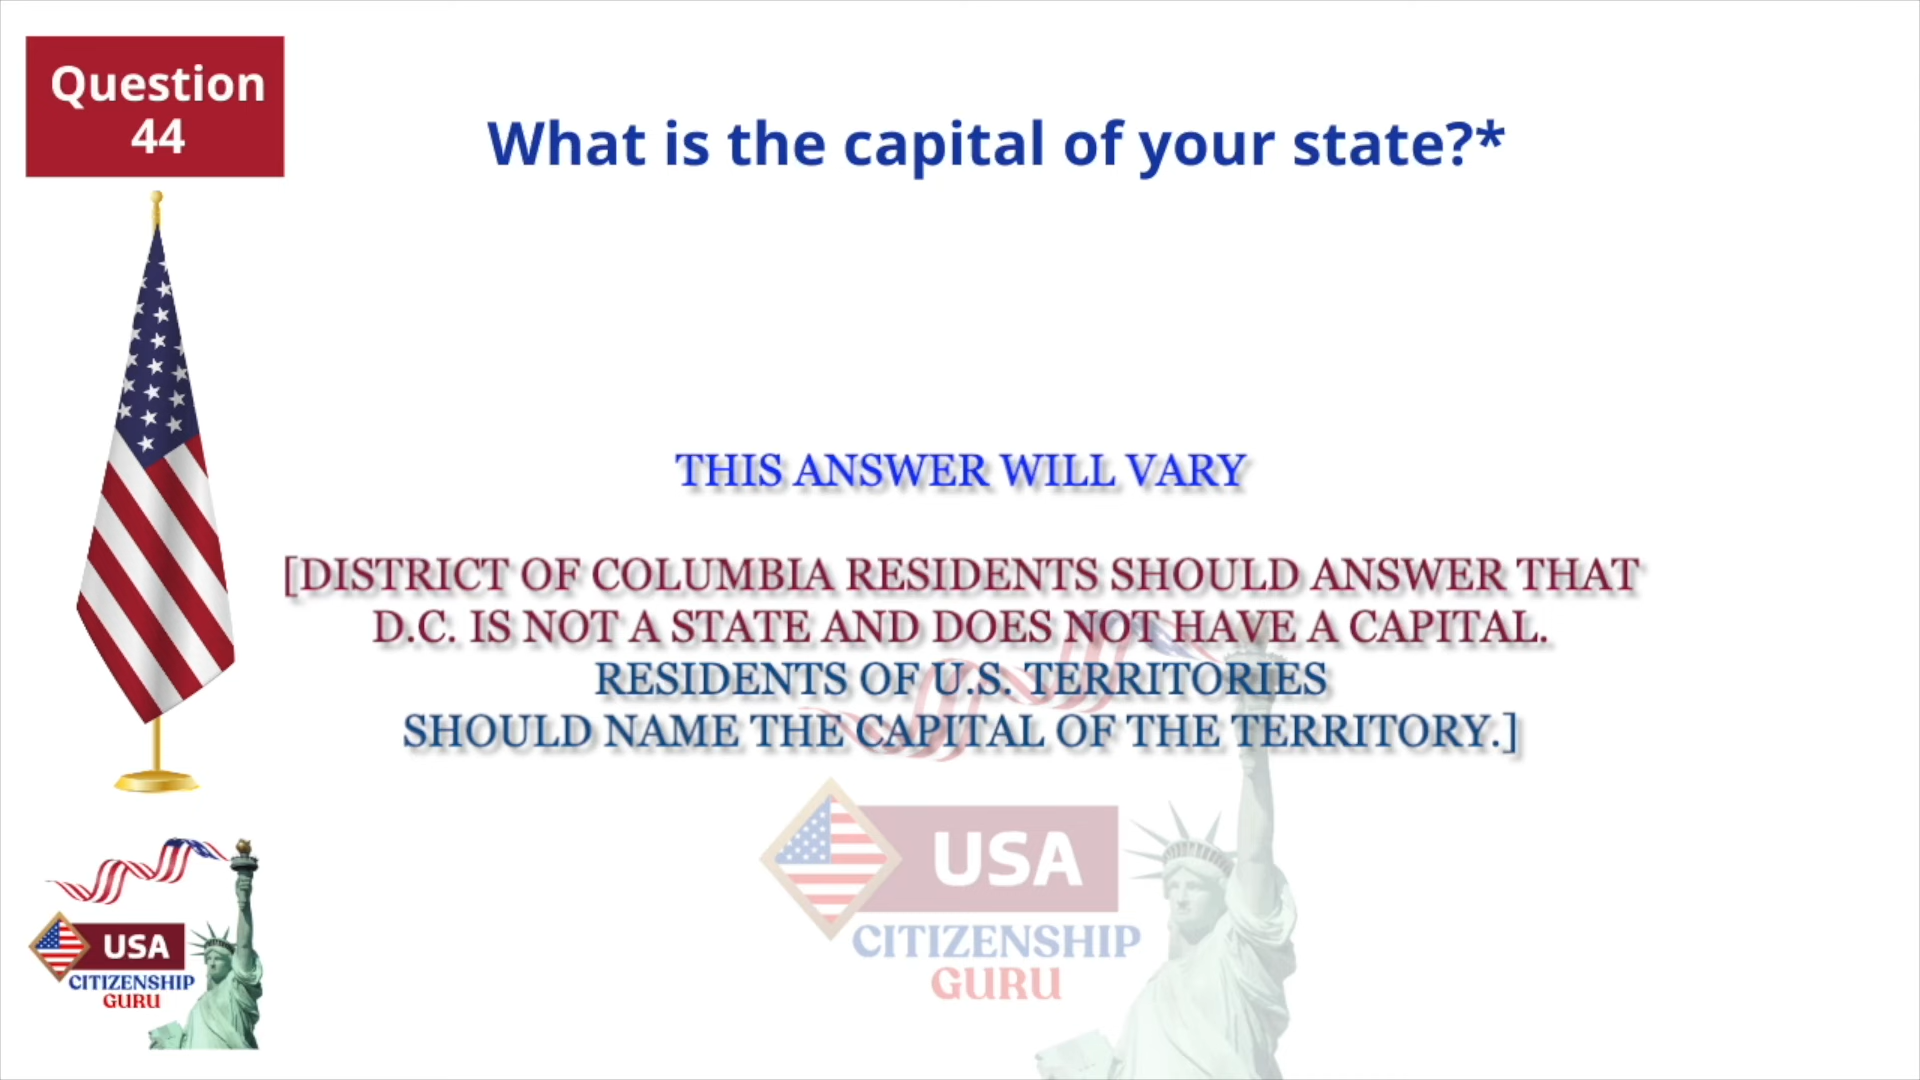 Question
44
What is the capital of your state?*
THIS ANSWER WILL VARY
[DISTRICT OF COLUMBIA RESIDENTS SHOULD ANSWER THAT
D.C. IS NOT A STATE AND DOES NOT HAVE A CAPITAL.
RESIDENTS OF U.S. TERRITORIES
SHOULD NAME THE CAPITAL OF THE TERRITORY.]
USA
CITIZENSHIP
GURU
USA
CITIZENSHIP
GURU